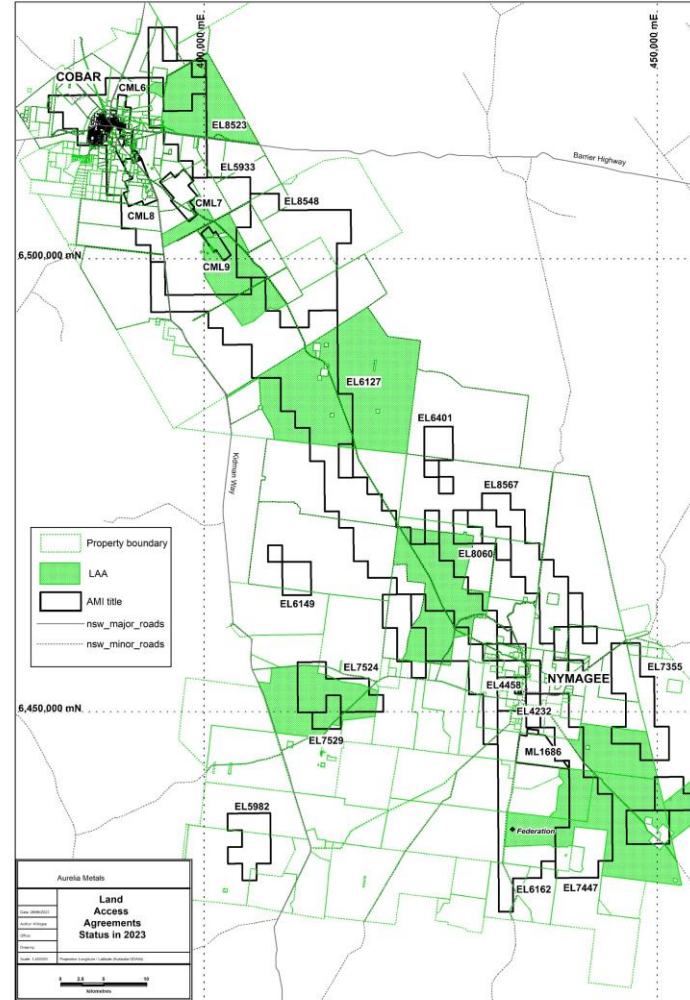 400,000 mE
450,000 mE
COBAR
CML6
EL8523
Barrier Highway
EL5933
CML7
EL8548
CML8
6,500,000 mN
CML9
EL6127
EL6401
Kidman Way
EL8567
Property boundary
LAA
AMI title
nsw_major_roads
nsw_minor_roads
EL8060
EL6149
EL7524
EL7355
NYMAGEE
EL4458
6,450,000 mN
EL4232
EL7529
ML1686
EL5982
Federation
EL6162
EL7447
Aurelia Metals
Land
Access
Agreements
Status in 2023
Office:
Drawing:
0 2.5 5 10
kilometres